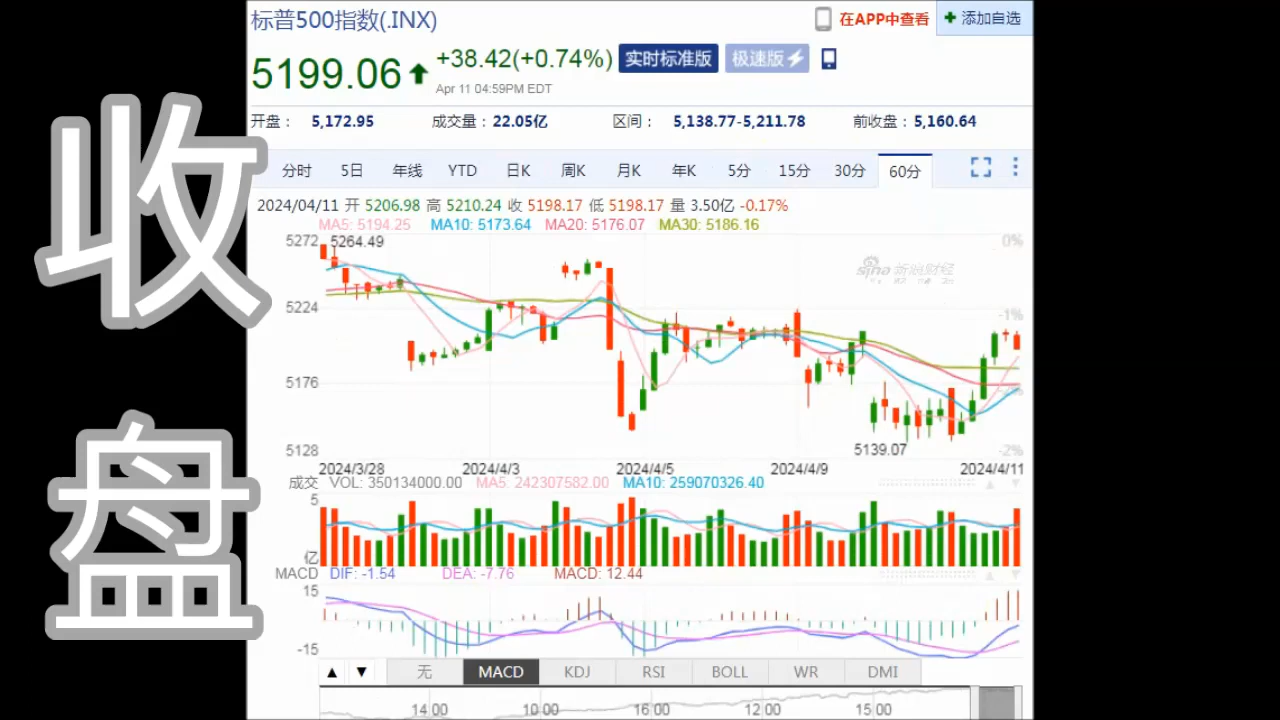 标普500指数(.INX)
在APP中查看
添加自选
5199.06
+38.42(+0.74%)
实时标准版
极速版
Apr 11 04:59PM EDT
开盘： 5,172.95 成交量：22.05亿 区间： 5,138.77-5,211.78 前收盘：5,160.64
分时 5日 年线 YTD 日K 周K 月K 年K 5分 15分 30分 60分
2024/04/11 开 5206.98 高 5210.24 收 5198.17 低 5198.17 量 3.50亿 -0.17%
MA5: 5194.25 MA10: 5173.64 MA20: 5176.07 MA30: 5186.16
5272 5264.49 0%
sina 新浪财经
5224 -1%
5176
5139.07
5128 -2%
2024/3/28 2024/4/3 2024/4/5 2024/4/9 2024/4/11
成交 VOL: 350134000.00 MA5: 242307582.00 MA10: 259070326.40
5
亿
MACD DIF: -1.54 DEA: -7.76 MACD: 12.44
15
-15
▲ ▼ 无 MACD KDJ RSI BOLL WR DMI
14:00 10:00 16:00 12:00 15:00
收
盘